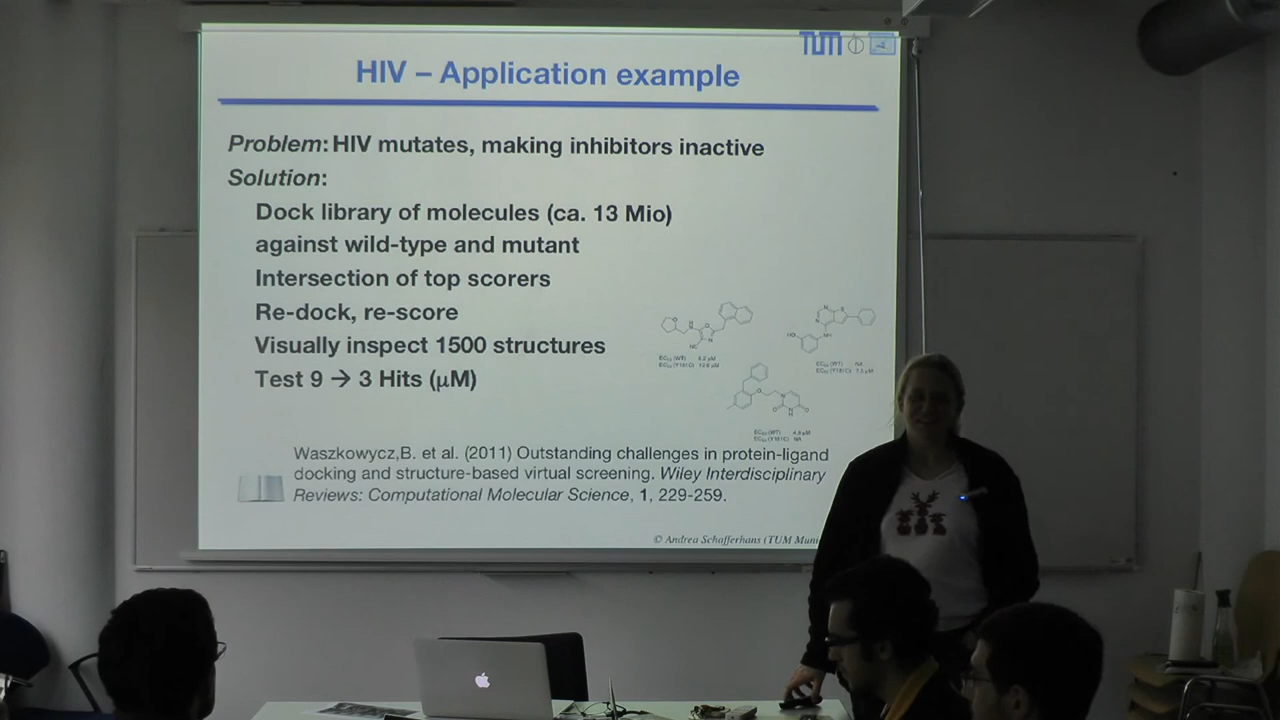 TUM
HIV – Application example
Problem: HIV mutates, making inhibitors inactive
Solution:
Dock library of molecules (ca. 13 Mio)
against wild-type and mutant
Intersection of top scorers
Re-dock, re-score
Visually inspect 1500 structures
Test 9 → 3 Hits (μM)
Waszkowycz,B. et al. (2011) Outstanding challenges in protein-ligand
docking and structure-based virtual screening. Wiley Interdisciplinary
Reviews: Computational Molecular Science, 1, 229-259.
© Andrea Schafferhans (TUM Muni